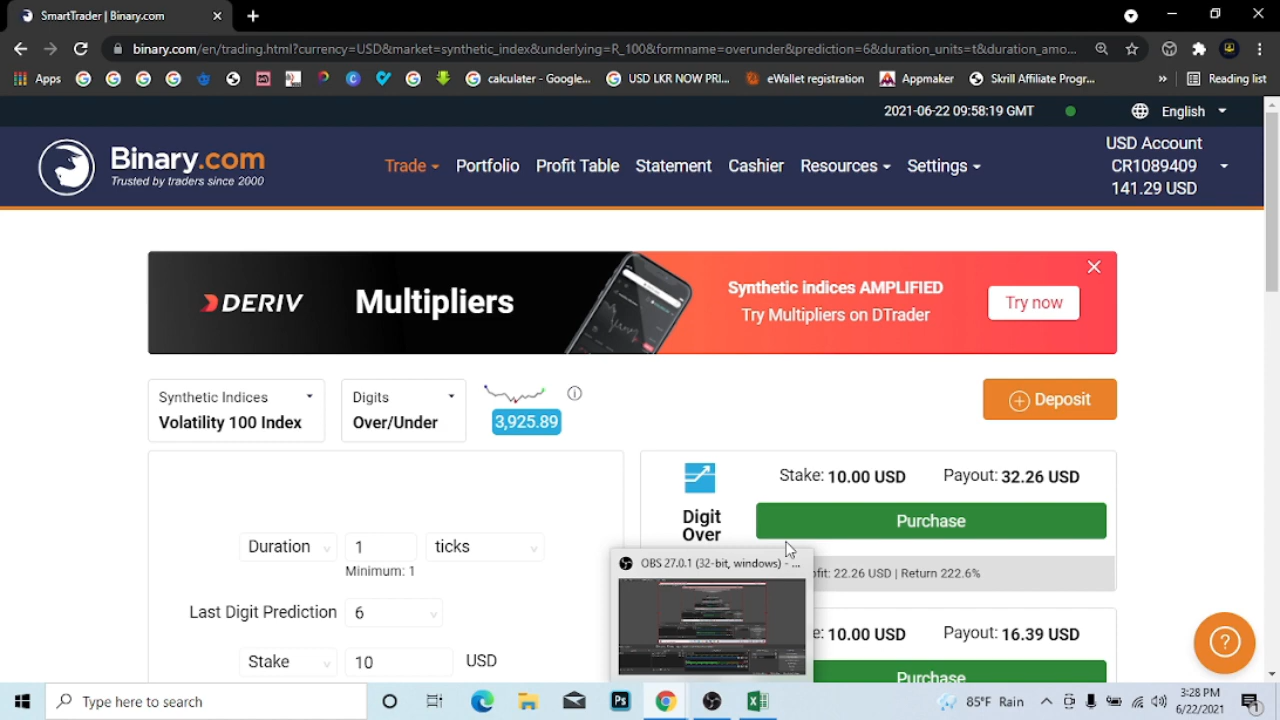 SmartTrader | Binary.com
binary.com/en/trading.html?currency=USD&market=synthetic_index&underlying=R_100&formname=overunder&prediction=6&duration_units=t&duration_amo...
Apps
calculater - Google...
USD LKR NOW PRI...
eWallet registration
Appmaker
Skrill Affiliate Progr...
»
Reading list
2021-06-22 09:58:19 GMT
English
Binary.com
Trusted by traders since 2000
Trade
Portfolio
Profit Table
Statement
Cashier
Resources
Settings
USD Account
CR1089409
141.29 USD
DERIV
Multipliers
Synthetic indices AMPLIFIED
Try Multipliers on DTrader
Try now
Synthetic Indices
Volatility 100 Index
Digits
Over/Under
3,925.89
Deposit
Duration
1
ticks
Minimum: 1
Last Digit Prediction
6
Stake
10
USD
Digit
Over
Stake: 10.00 USD
Payout: 32.26 USD
Purchase
ofit: 22.26 USD | Return 222.6%
OBS 27.0.1 (32-bit, windows) - ...
e: 10.00 USD
Payout: 16.39 USD
Purchase
Type here to search
Ps
85°F Rain
3:28 PM
6/22/2021
1